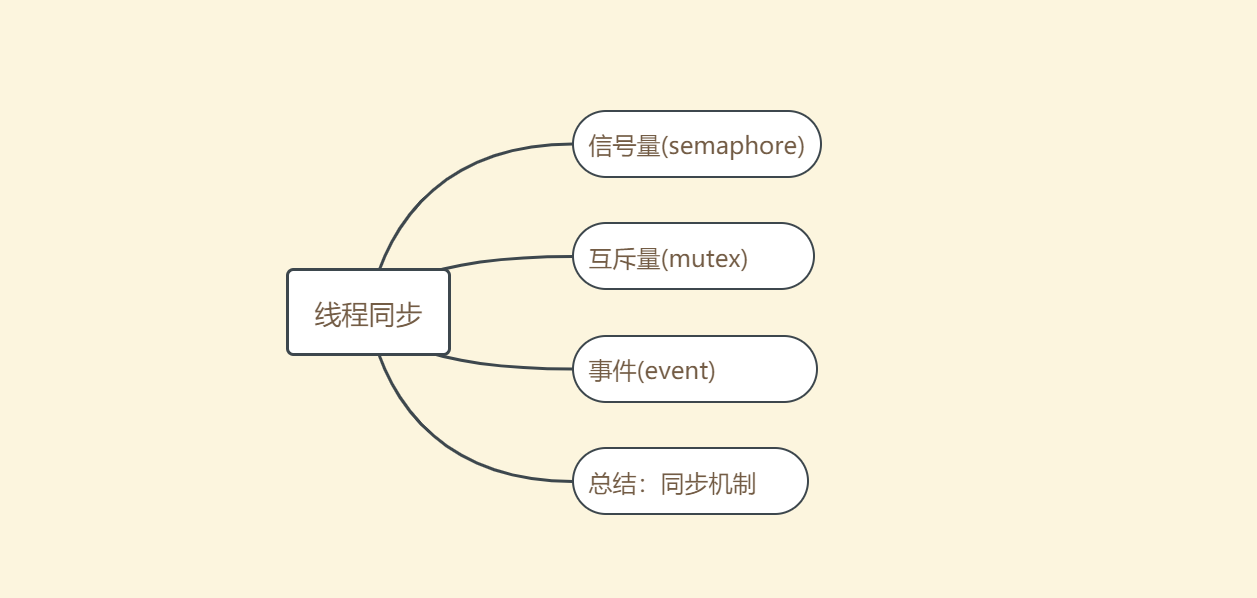 信号量(semaphore)
互斥量(mutex)
线程同步
事件(event)
总结：同步机制